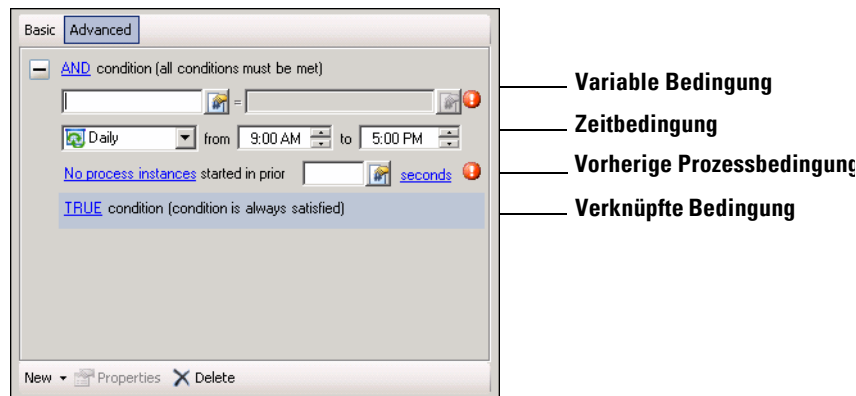 Basic Advanced
AND condition (all conditions must be met)
=
Variable Bedingung
Daily from 9:00 AM to 5:00 PM
Zeitbedingung
No process instances started in prior seconds
Vorherige Prozessbedingung
TRUE condition (condition is always satisfied)
Verknüpfte Bedingung
New Properties Delete